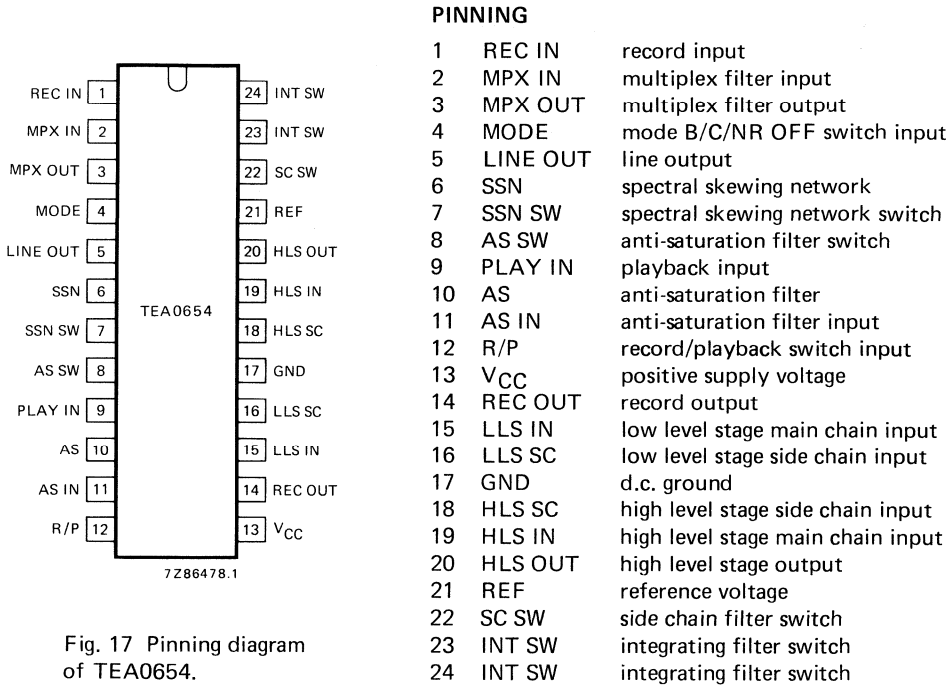 PINNING
1 REC IN record input
2 MPX IN multiplex filter input
3 MPX OUT multiplex filter output
4 MODE mode B/C/NR OFF switch input
5 LINE OUT line output
6 SSN spectral skewing network
7 SSN SW spectral skewing network switch
8 AS SW anti-saturation filter switch
9 PLAY IN playback input
10 AS anti-saturation filter
11 AS IN anti-saturation filter input
12 R/P record/playback switch input
13 VCC positive supply voltage
14 REC OUT record output
15 LLS IN low level stage main chain input
16 LLS SC low level stage side chain input
17 GND d.c. ground
18 HLS SC high level stage side chain input
19 HLS IN high level stage main chain input
20 HLS OUT high level stage output
21 REF reference voltage
22 SC SW side chain filter switch
23 INT SW integrating filter switch
24 INT SW integrating filter switch
REC IN 1 24 INT SW
MPX IN 2 23 INT SW
MPX OUT 3 22 SC SW
MODE 4 21 REF
LINE OUT 5 20 HLS OUT
SSN 6 19 HLS IN
TEA0654
SSN SW 7 18 HLS SC
AS SW 8 17 GND
PLAY IN 9 16 LLS SC
AS 10 15 LLS IN
AS IN 11 14 REC OUT
R/P 12 13 VCC
7Z86478.1
Fig. 17 Pinning diagram
of TEA0654.